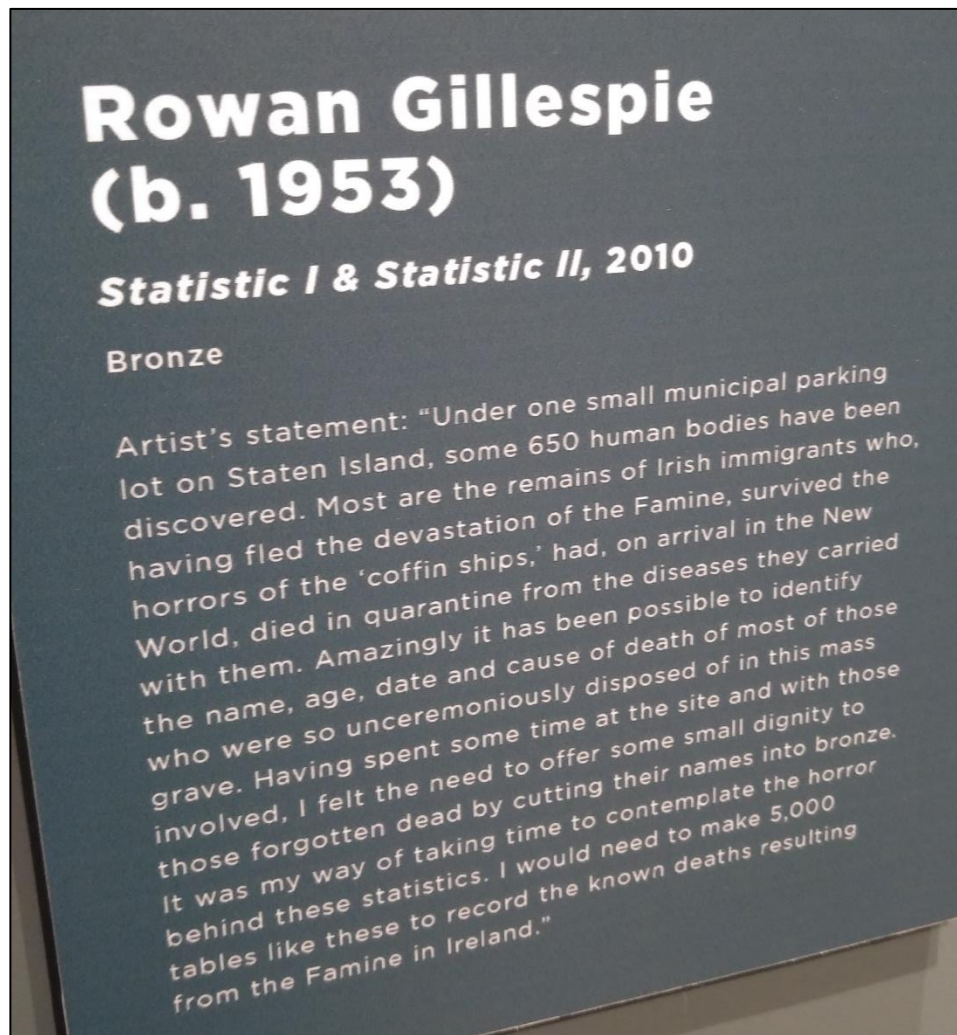 Rowan Gillespie
(b. 1953)
Statistic I & Statistic II, 2010
Bronze
Artist's statement: “Under one small municipal parking
lot on Staten Island, some 650 human bodies have been
discovered. Most are the remains of Irish immigrants who,
having fled the devastation of the Famine, survived the
horrors of the ‘coffin ships,’ had, on arrival in the New
World, died in quarantine from the diseases they carried
with them. Amazingly it has been possible to identify
the name, age, date and cause of death of most of those
who were so unceremoniously disposed of in this mass
grave. Having spent some time at the site and with those
involved, I felt the need to offer some small dignity to
those forgotten dead by cutting their names into bronze.
It was my way of taking time to contemplate the horror
behind these statistics. I would need to make 5,000
tables like these to record the known deaths resulting
from the Famine in Ireland.”